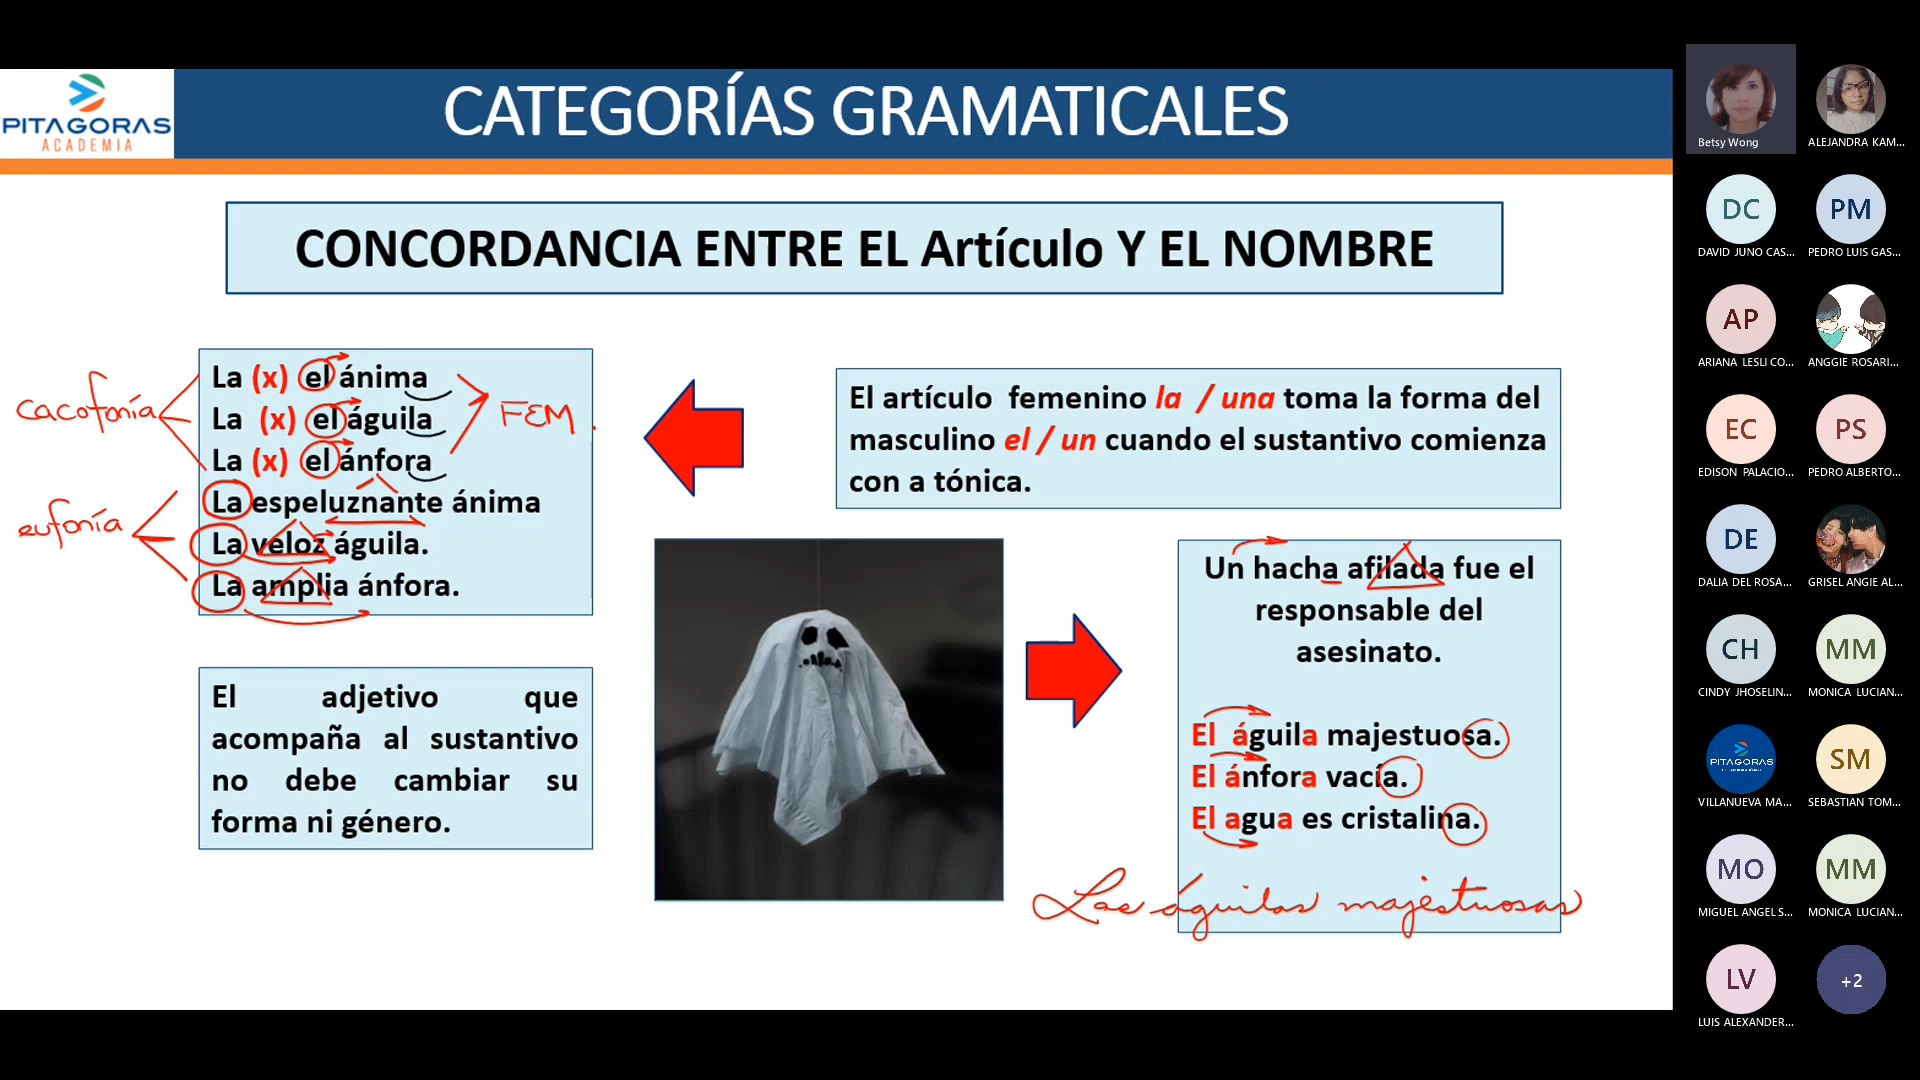 PITAGORAS
ACADEMIA
CATEGORÍAS GRAMATICALES
CONCORDANCIA ENTRE EL Artículo Y EL NOMBRE
cacofonía
La (x) el ánima
La (x) el águila
La (x) el ánfora
FEM.
eufonía
La espeluznante ánima
La veloz águila.
La amplia ánfora.
El adjetivo que
acompaña al sustantivo
no debe cambiar su
forma ni género.
El artículo femenino la / una toma la forma del
masculino el / un cuando el sustantivo comienza
con a tónica.
Un hacha afilada fue el
responsable del
asesinato.
El águila majestuosa.
El ánfora vacía.
El agua es cristalina.
Las águilas majestuosas
Betsy Wong
ALEJANDRA KAM...
DC
DAVID JUNO CAS...
PM
PEDRO LUIS GAS...
AP
ARIANA LESLI CO...
ANGGIE ROSARI...
EC
EDISON PALACIO...
PS
PEDRO ALBERTO...
DE
DALIA DEL ROSA...
GRISEL ANGIE AL...
CH
CINDY JHOSELIN...
MM
MONICA LUCIAN...
PITAGORAS
VILLANUEVA MA...
SM
SEBASTIAN TOM...
MO
MIGUEL ANGEL S...
MM
MONICA LUCIAN...
LV
LUIS ALEXANDER...
+2